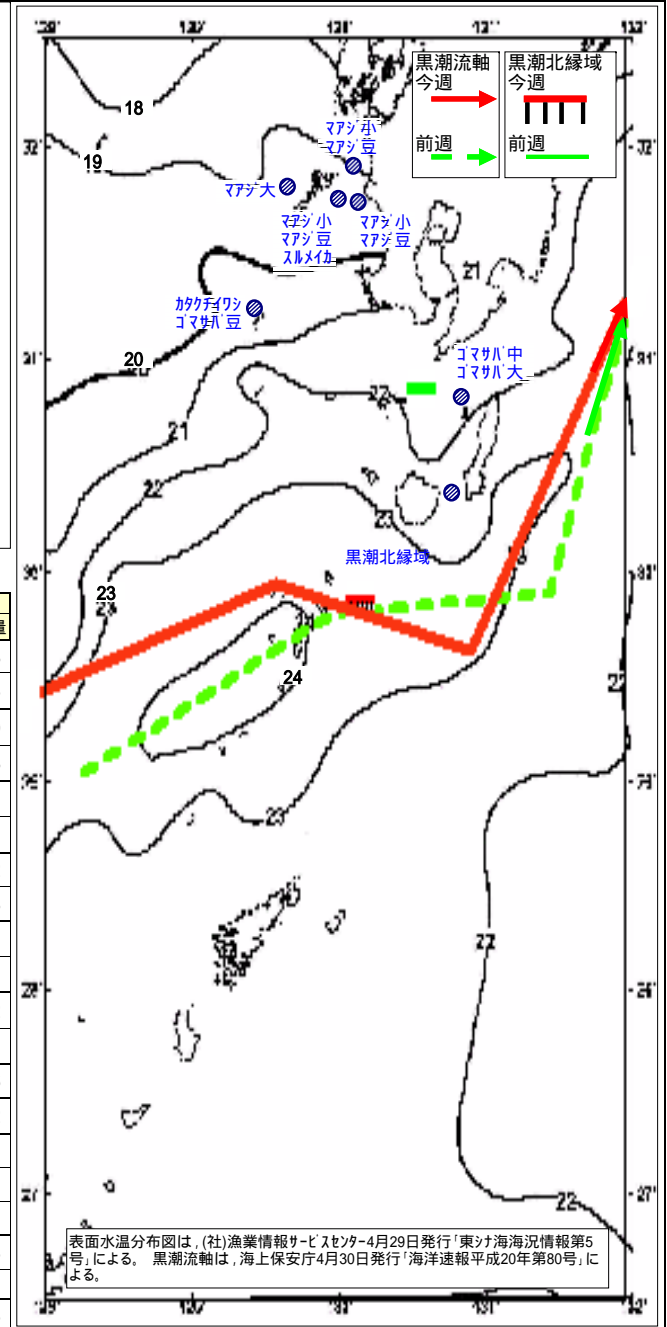 黒潮流軸
今週
前週
黒潮北縁域
今週
前週
18
19
ﾏｱｼﾞ小
ﾏｱｼﾞ豆
ﾏｱｼﾞ大
ﾏｱｼﾞ小
ﾏｱｼﾞ豆
ｽﾙﾒｲｶ
ﾏｱｼﾞ小
ﾏｱｼﾞ豆
21
ｶﾀｸﾁｲﾜｼ
ｺﾞﾏｻﾊﾞ豆
20
ｺﾞﾏｻﾊﾞ中
ｺﾞﾏｻﾊﾞ大
22
21
22
23
黒潮北縁域
23
量
24
22
23
22
22
表面水温分布図は，(社)漁業情報ｻｰﾋﾞｽｾﾝﾀｰ4月29日発行「東ｼﾅ海海況情報第5
号」による。 黒潮流軸は，海上保安庁4月30日発行「海洋速報平成20年第80号」に
よる。